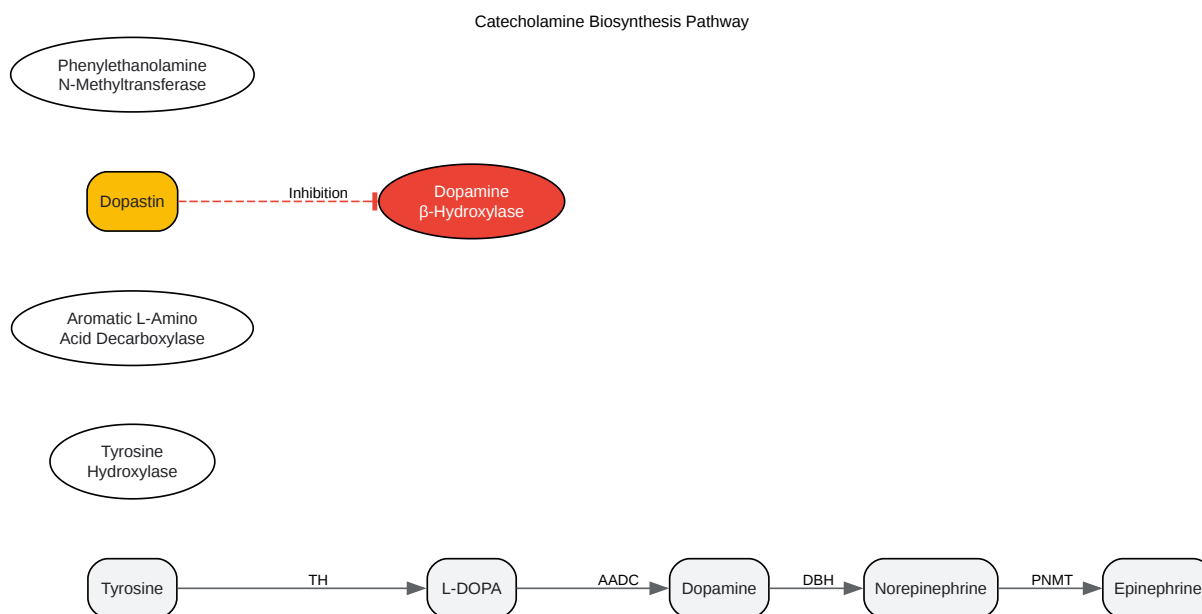 Catecholamine Biosynthesis Pathway
Phenylethanolamine
N-Methyltransferase
Dopastin
Inhibition
Dopamine
β-Hydroxylase
Aromatic L-Amino
Acid Decarboxylase
Tyrosine
Hydroxylase
Tyrosine
TH
L-DOPA
AADC
Dopamine
DBH
Norepinephrine
PNMT
Epinephrine